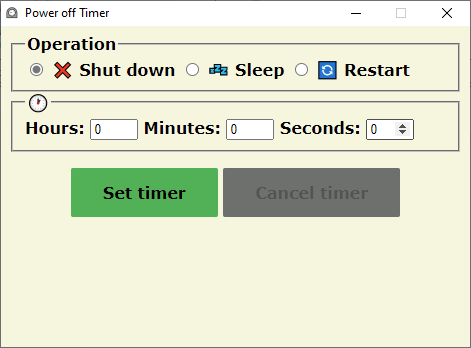 Power off Timer
Operation
Shut down Sleep Restart
Hours: 0 Minutes: 0 Seconds: 0
Set timer Cancel timer